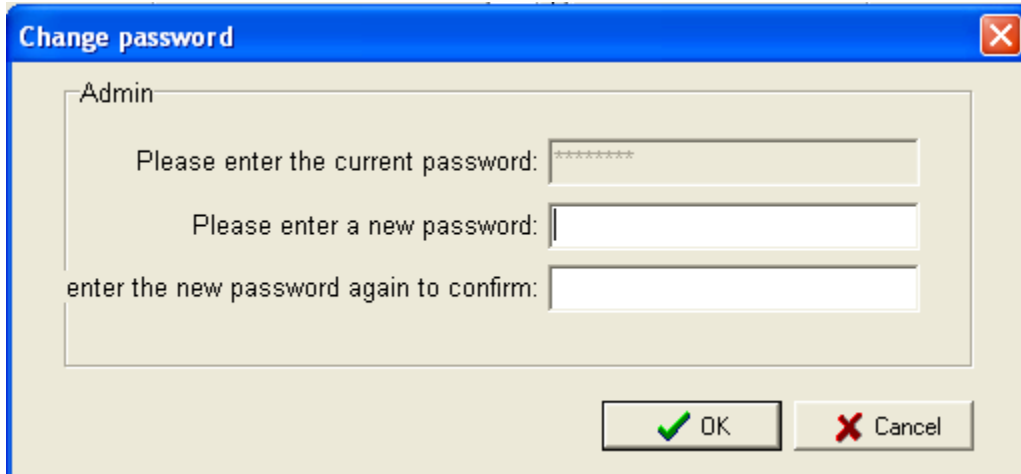 Change password
Admin
Please enter the current password: ********
Please enter a new password:
enter the new password again to confirm:
OK
Cancel